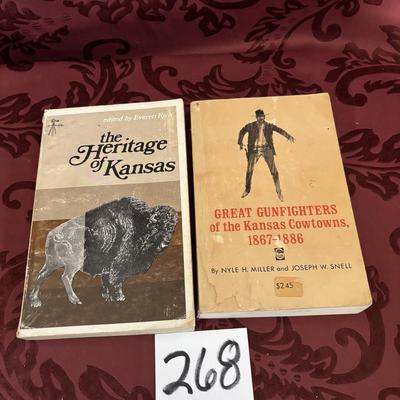 edited by Everett Rich
the
Heritage
of Kansas
GREAT GUNFIGHTERS
of the Kansas Cowtowns,
1867-1886
By NYLE H. MILLER and JOSEPH W. SNELL
$2.45
268